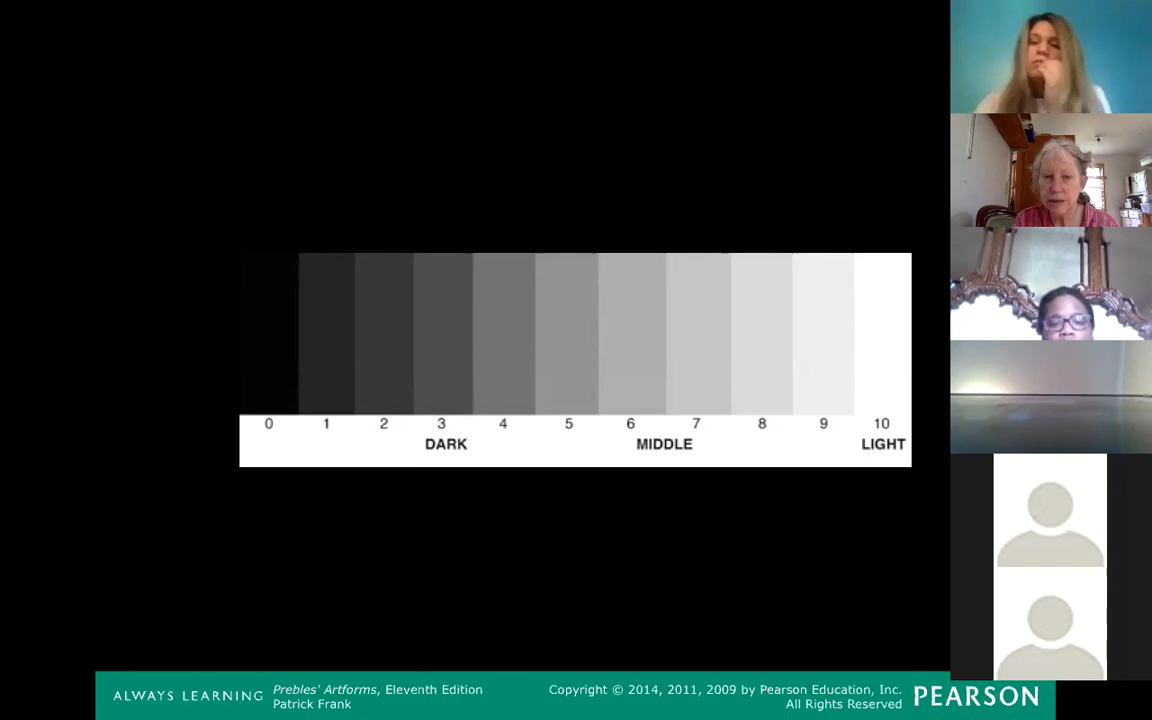 0 1 2 3 4 5 6 7 8 9 10
DARK MIDDLE LIGHT
ALWAYS LEARNING
Prebles' Artforms, Eleventh Edition
Patrick Frank
Copyright © 2014, 2011, 2009 by Pearson Education, Inc.
All Rights Reserved
PEARSON